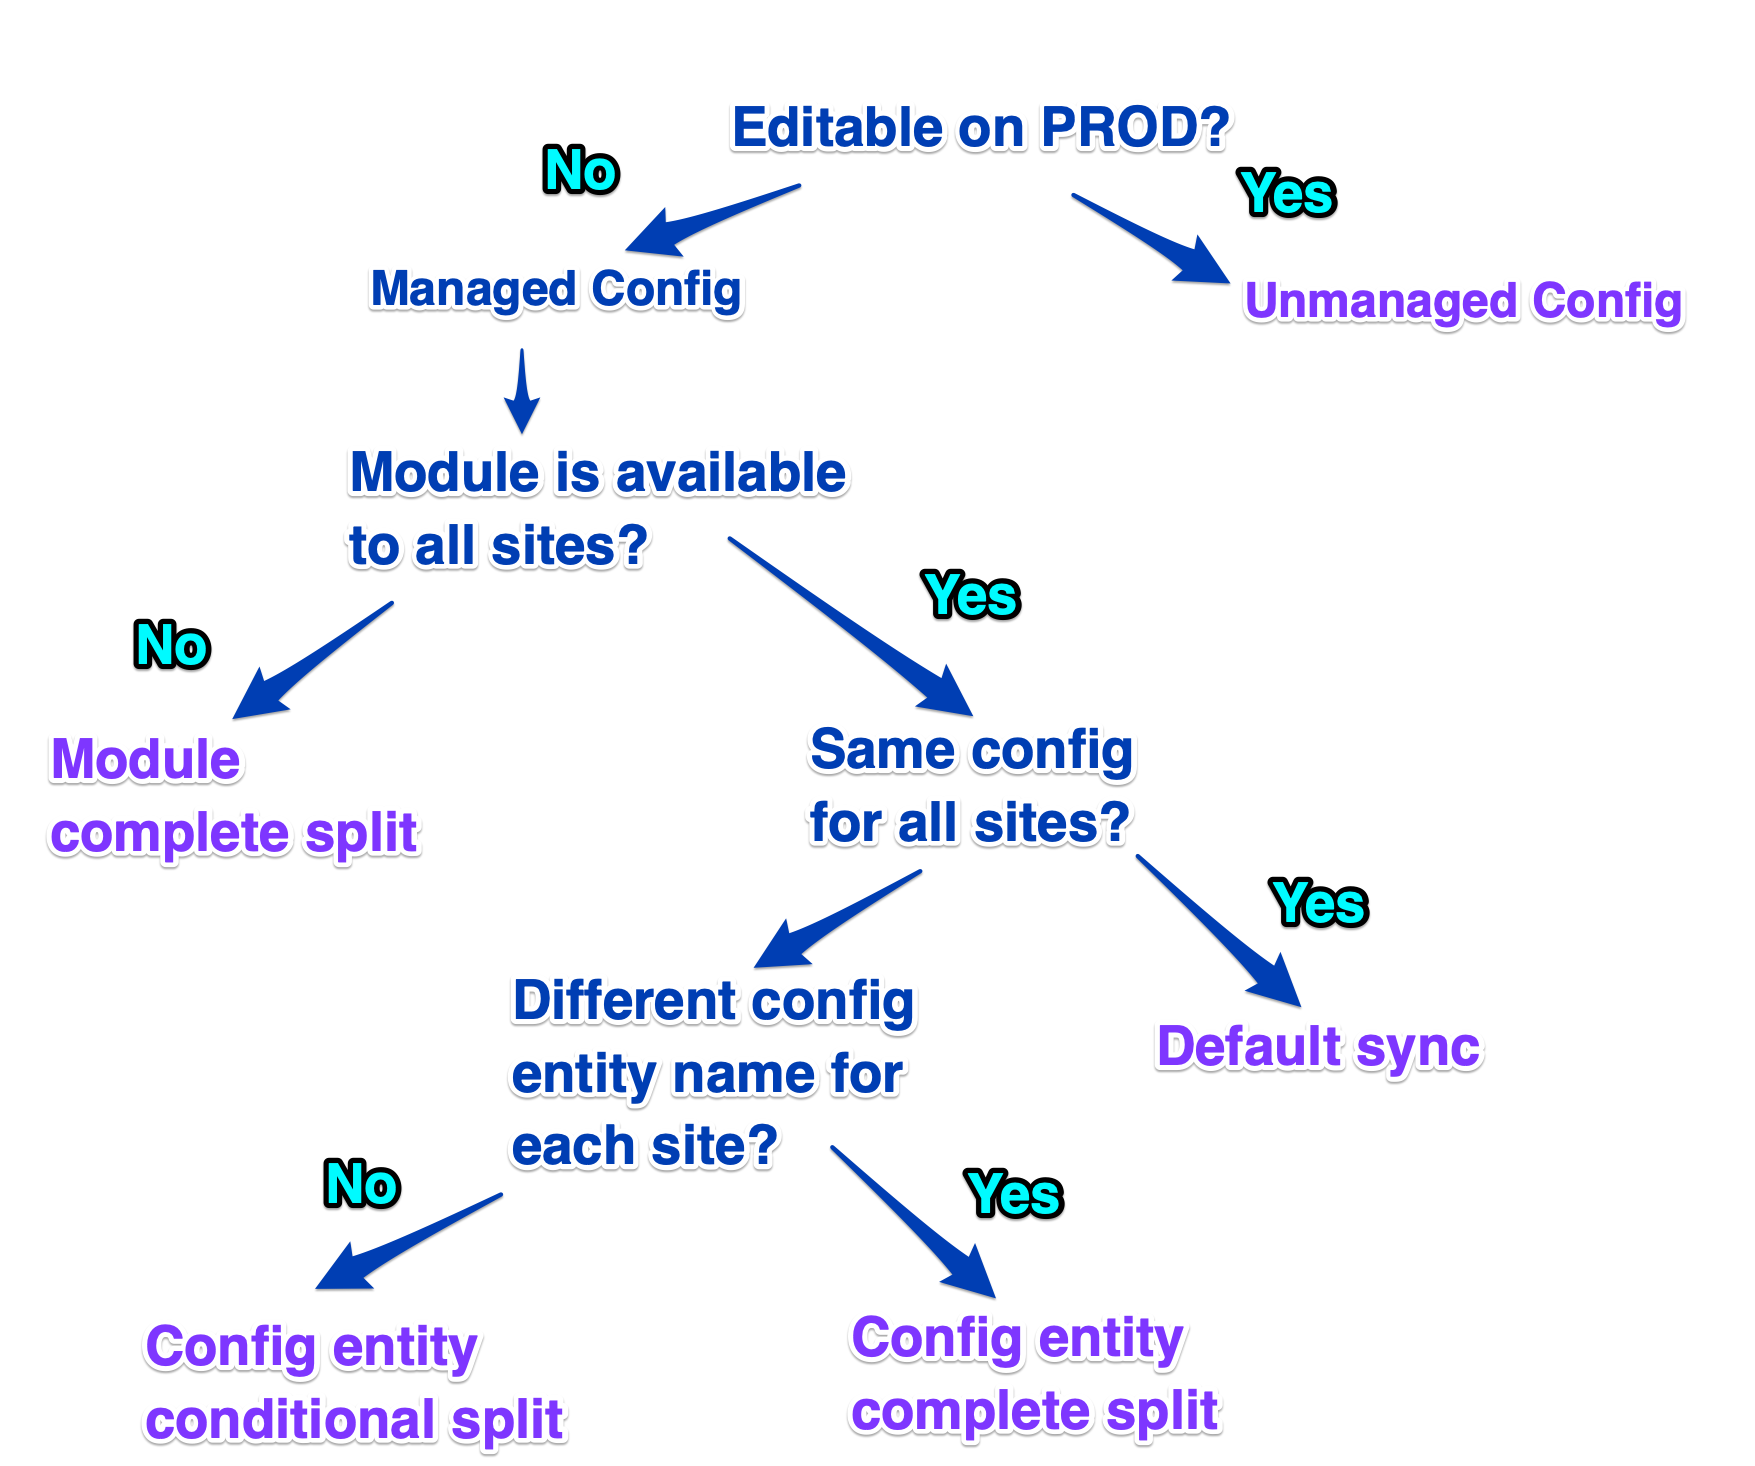 Editable on PROD?
No
Yes
Managed Config
Unmanaged Config
Module is available
to all sites?
No
Yes
Module
complete split
Same config
for all sites?
Yes
Different config
entity name for
each site?
Default sync
No
Yes
Config entity
conditional split
Config entity
complete split